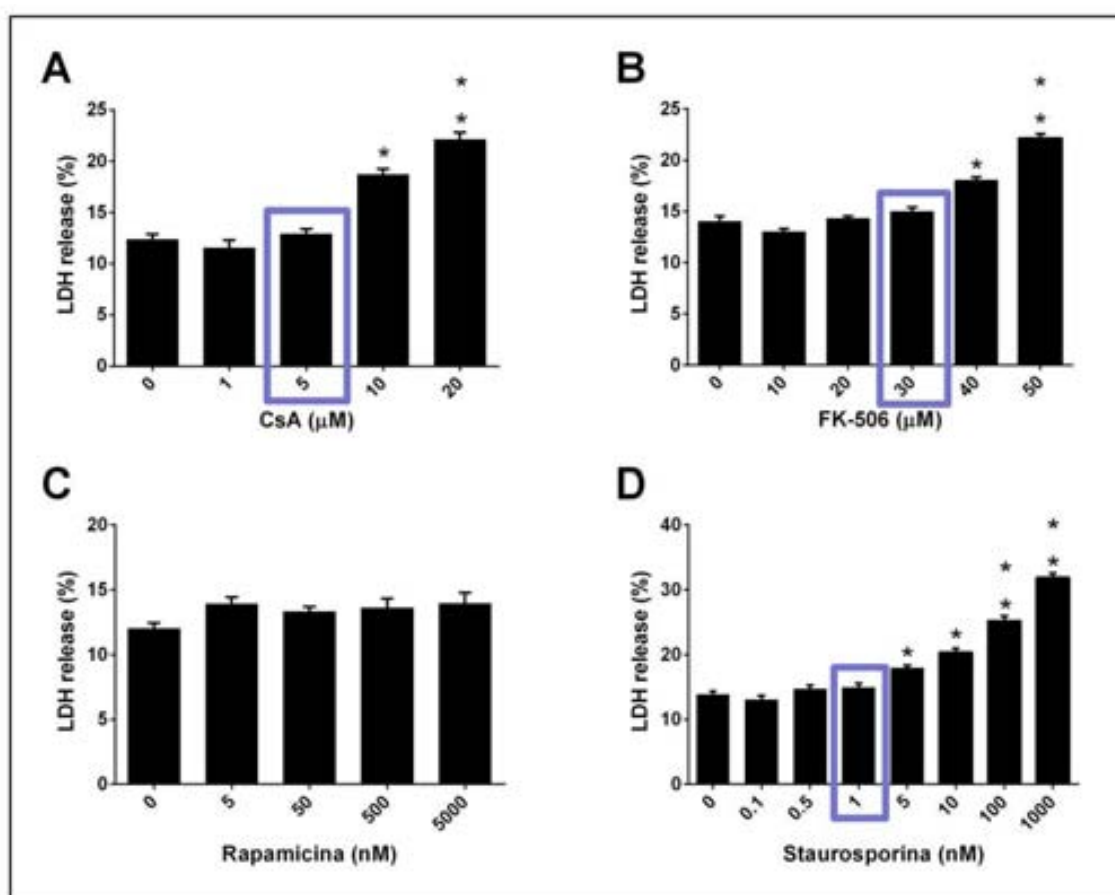 A
*
*
*
25
20
15
10
5
0
LDH release (%)
0 1 5 10 20
CsA (μM)
B
*
*
*
25
20
15
10
5
0
LDH release (%)
0 10 20 30 40 50
FK-506 (μM)
C
20
15
10
5
0
LDH release (%)
0 5 50 500 5000
Rapamicina (nM)
D
*
* *
* * * *
40
30
20
10
0
LDH release (%)
0 0.1 0.5 1 5 10 100 1000
Staurosporina (nM)